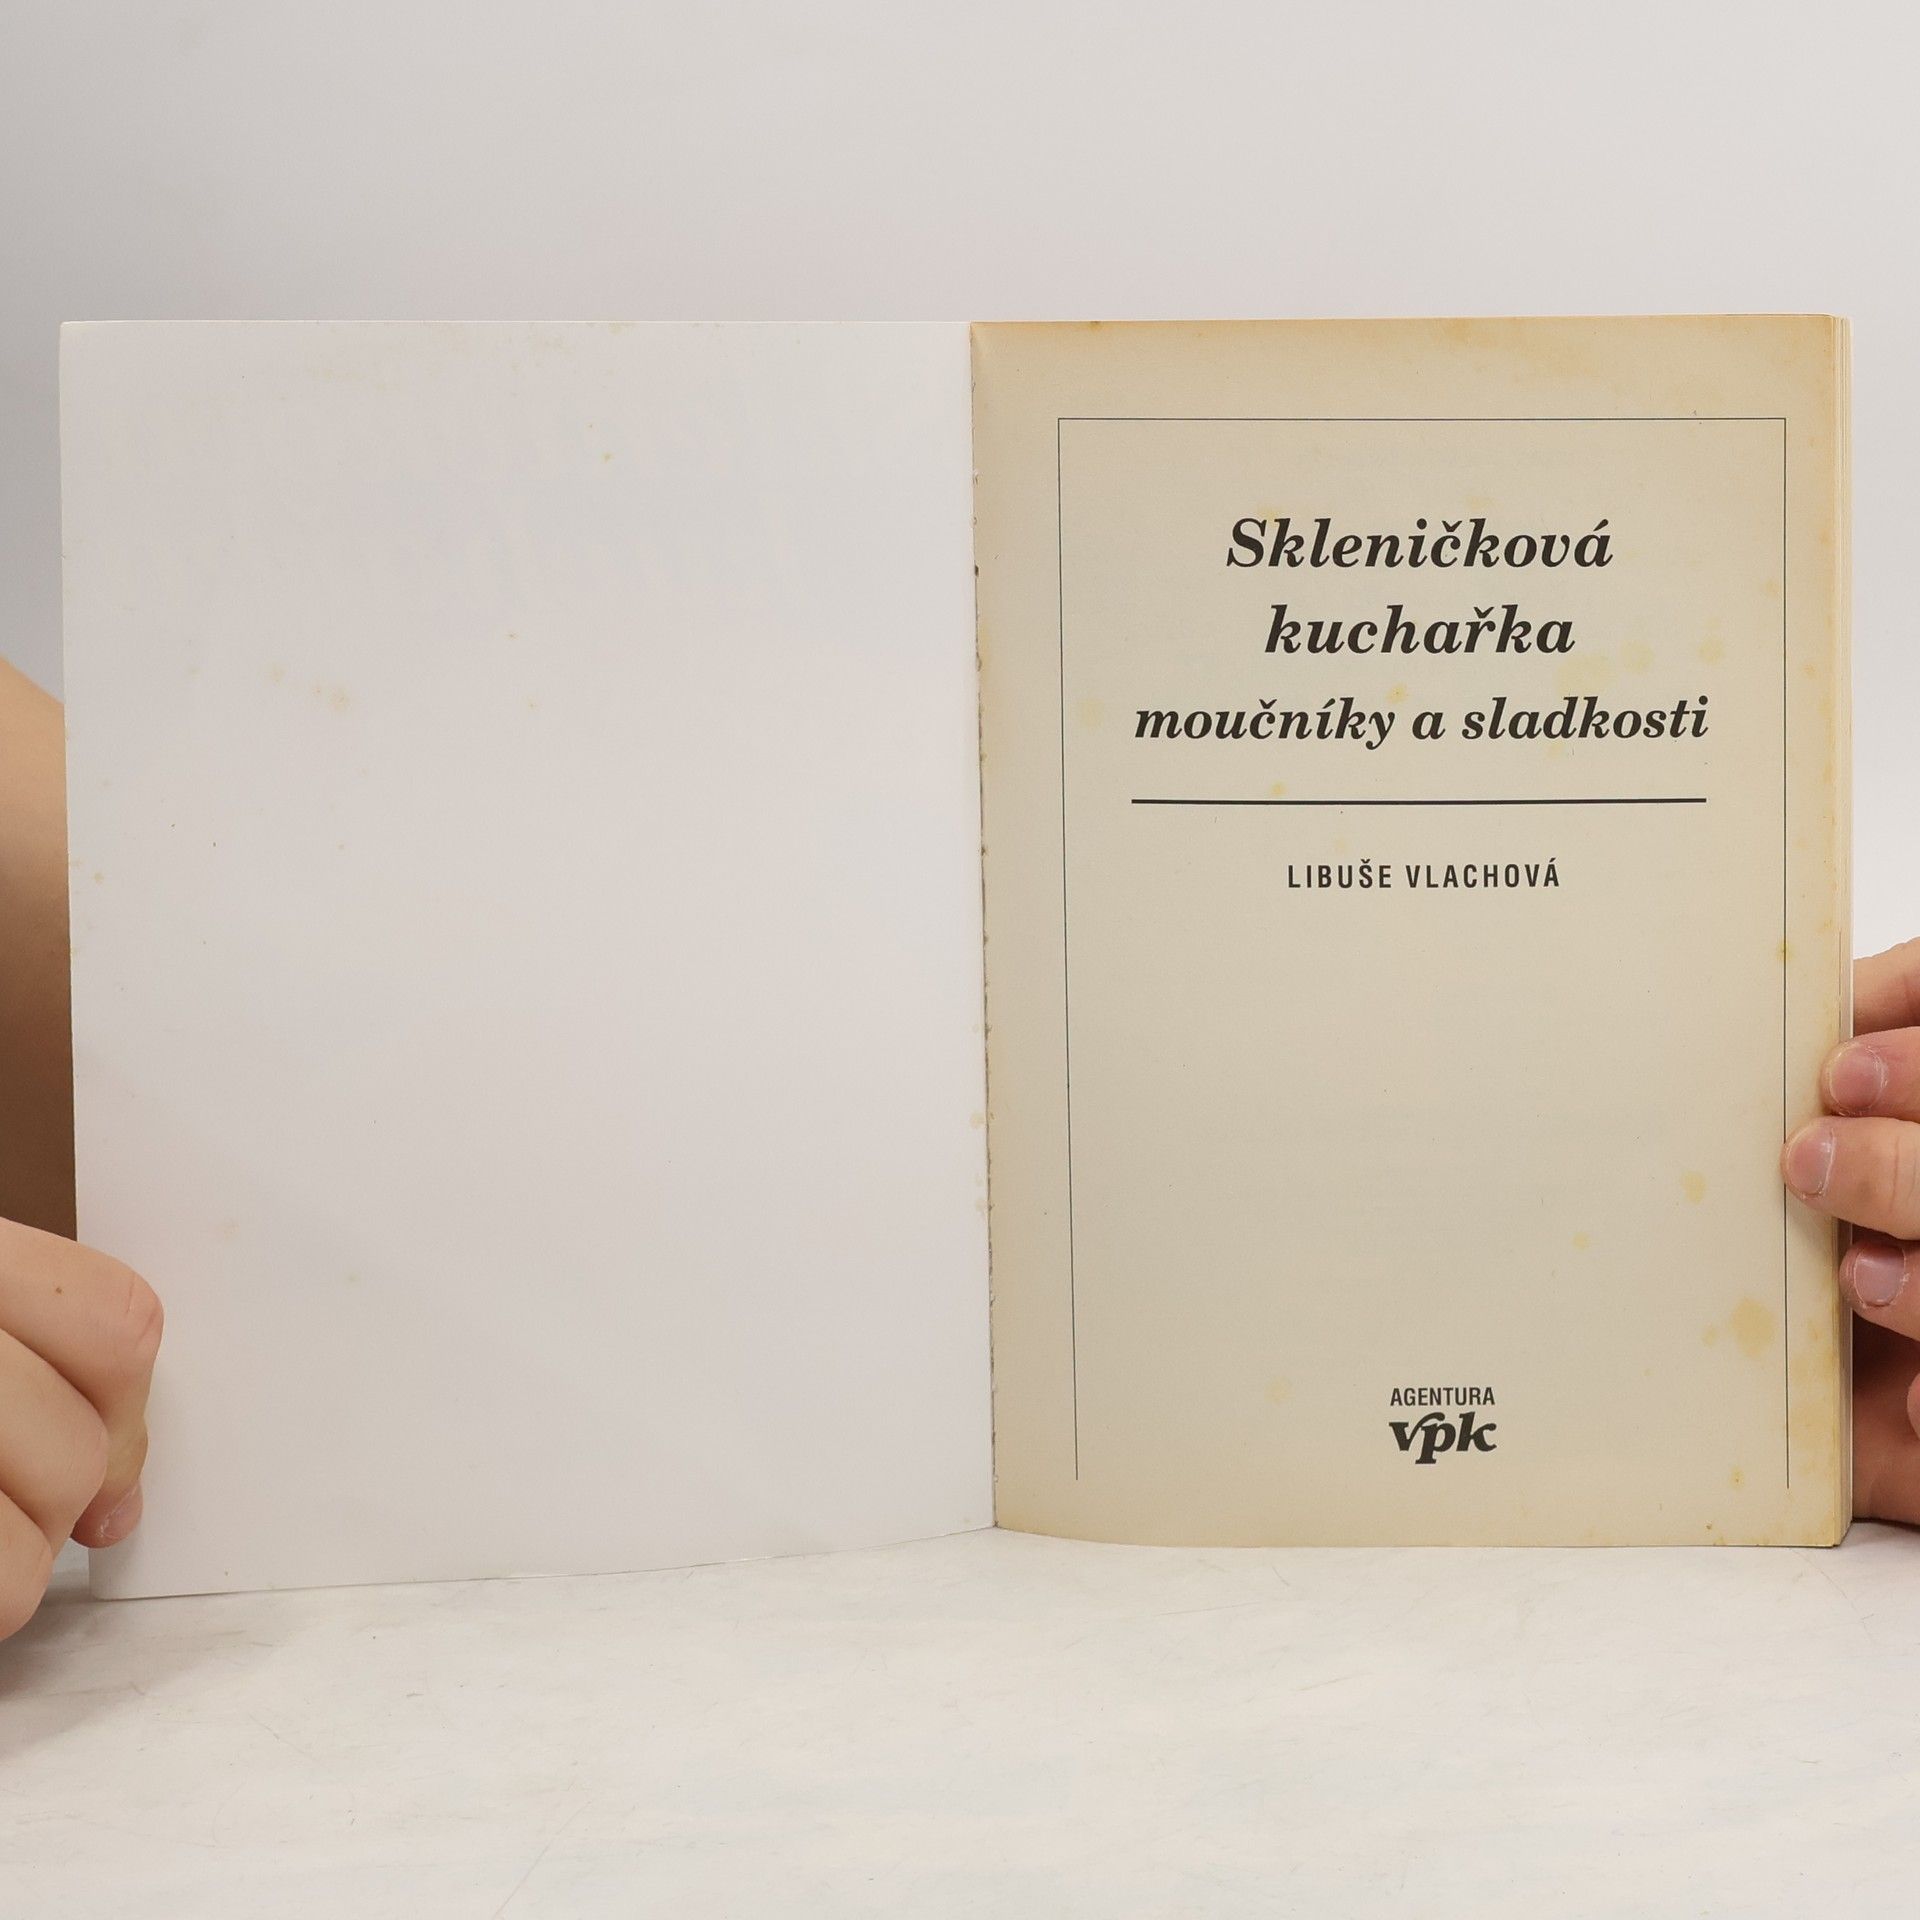 Skleničková
kuchařka
moučníky a sladkosti
LIBUŠE VLACHOVÁ
AGENTURA
vpk